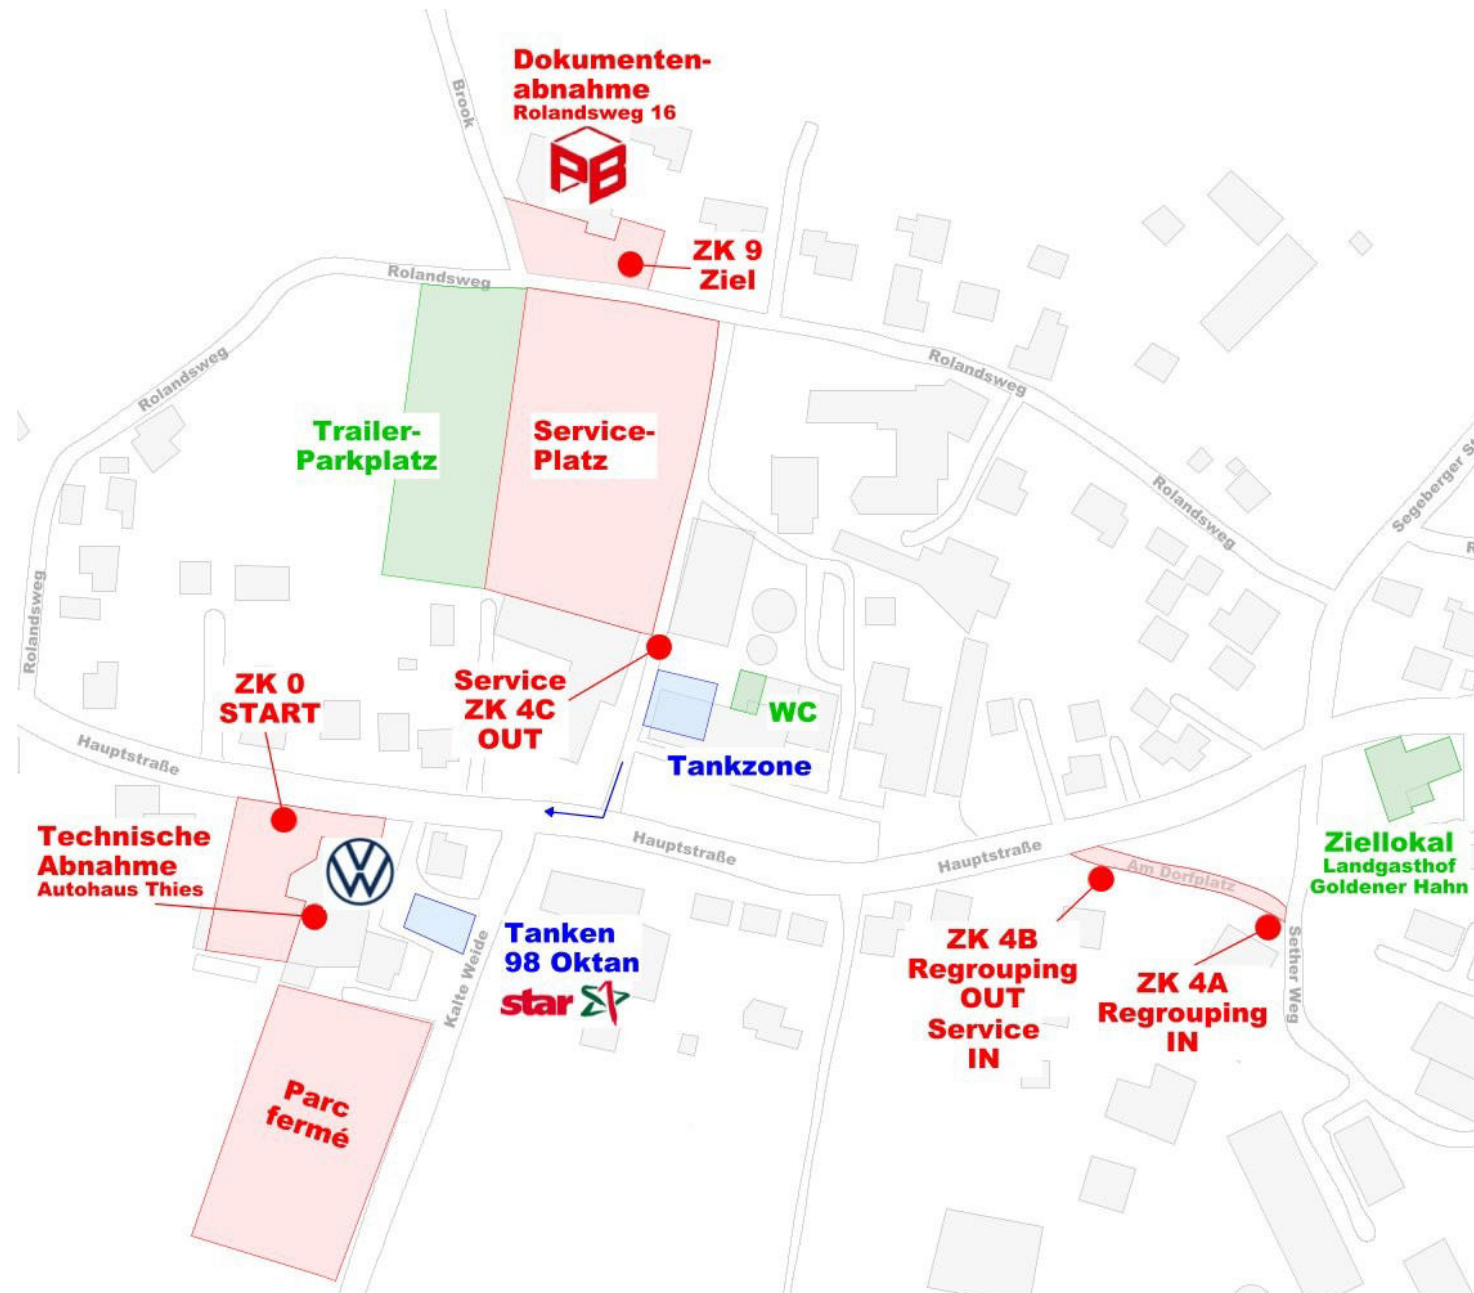 Dokumenten-
abnahme
Rolandsweg 16
PB
Brook
ZK 9
Ziel
Rolandsweg
Rolandsweg
Rolandsweg
Trailer-
Parkplatz
Service-
Platz
Rolandsweg
Segeberger St
R
Rolandsweg
ZK 0
START
Service
ZK 4C
OUT
WC
Tankzone
Hauptstraße
Hauptstraße
Hauptstraße
Technische
Abnahme
Autohaus Thies
VW
Ziellokal
Landgasthof
Goldener Hahn
Am Dorfplatz
Tanken
98 Oktan
star
Kalte Weide
ZK 4B
Regrouping
OUT
Service
IN
ZK 4A
Regrouping
IN
Sether Weg
Parc
fermé